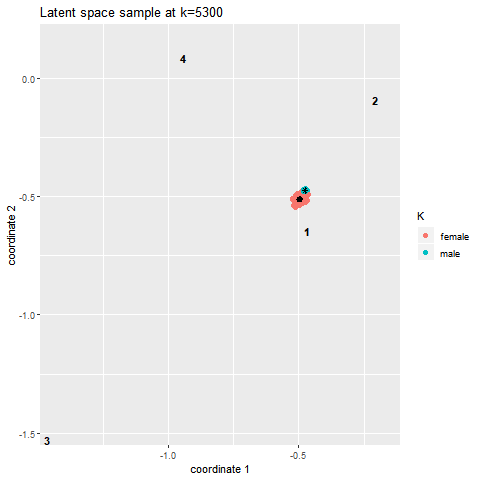 Latent space sample at k=5300
4
0.0
2
-0.5
1
-1.0
-1.5
3
-1.0
-0.5
coordinate 1
coordinate 2
K
female
male